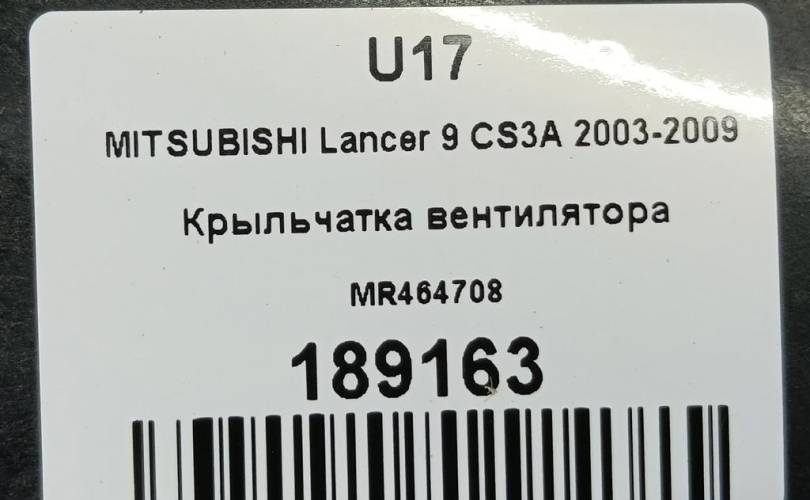 U17
MITSUBISHI Lancer 9 CS3A 2003-2009
Крыльчатка вентилятора
MR464708
189163